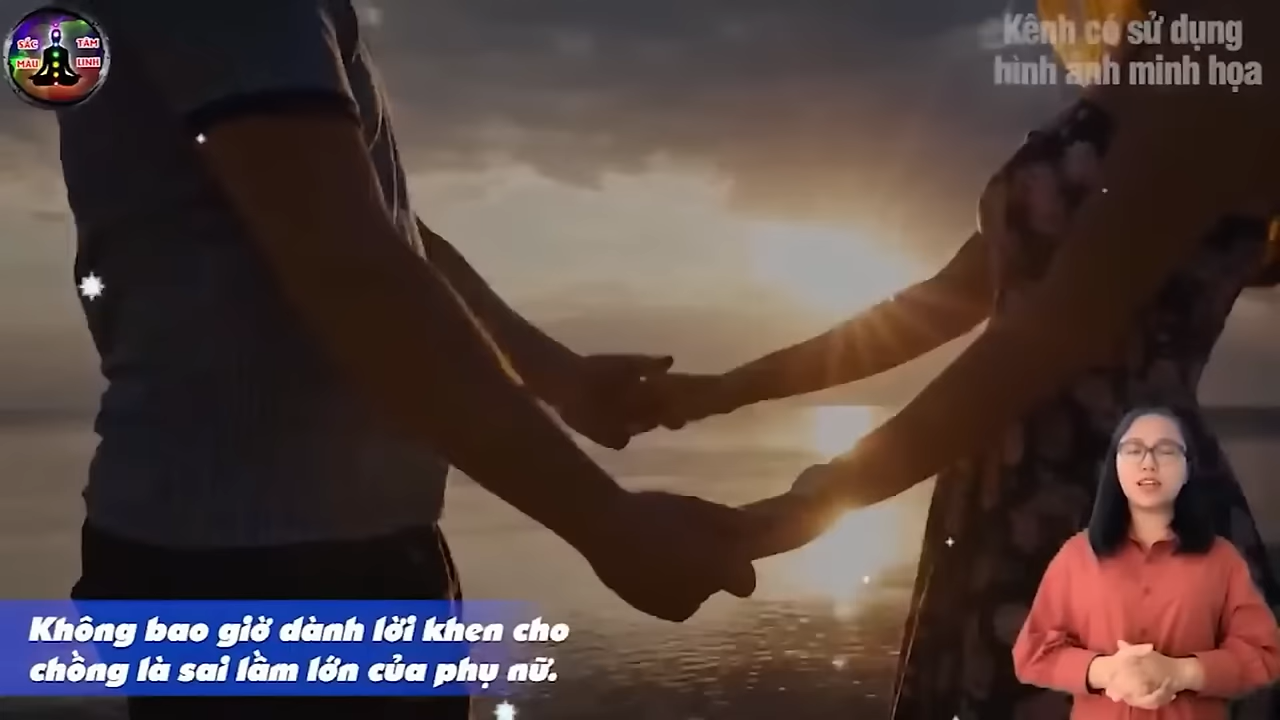 SẮC TÂM
MÀU LINH
Kênh có sử dụng
hình ảnh minh họa
Không bao giờ dành lời khen cho
chồng là sai lầm lớn của phụ nữ.